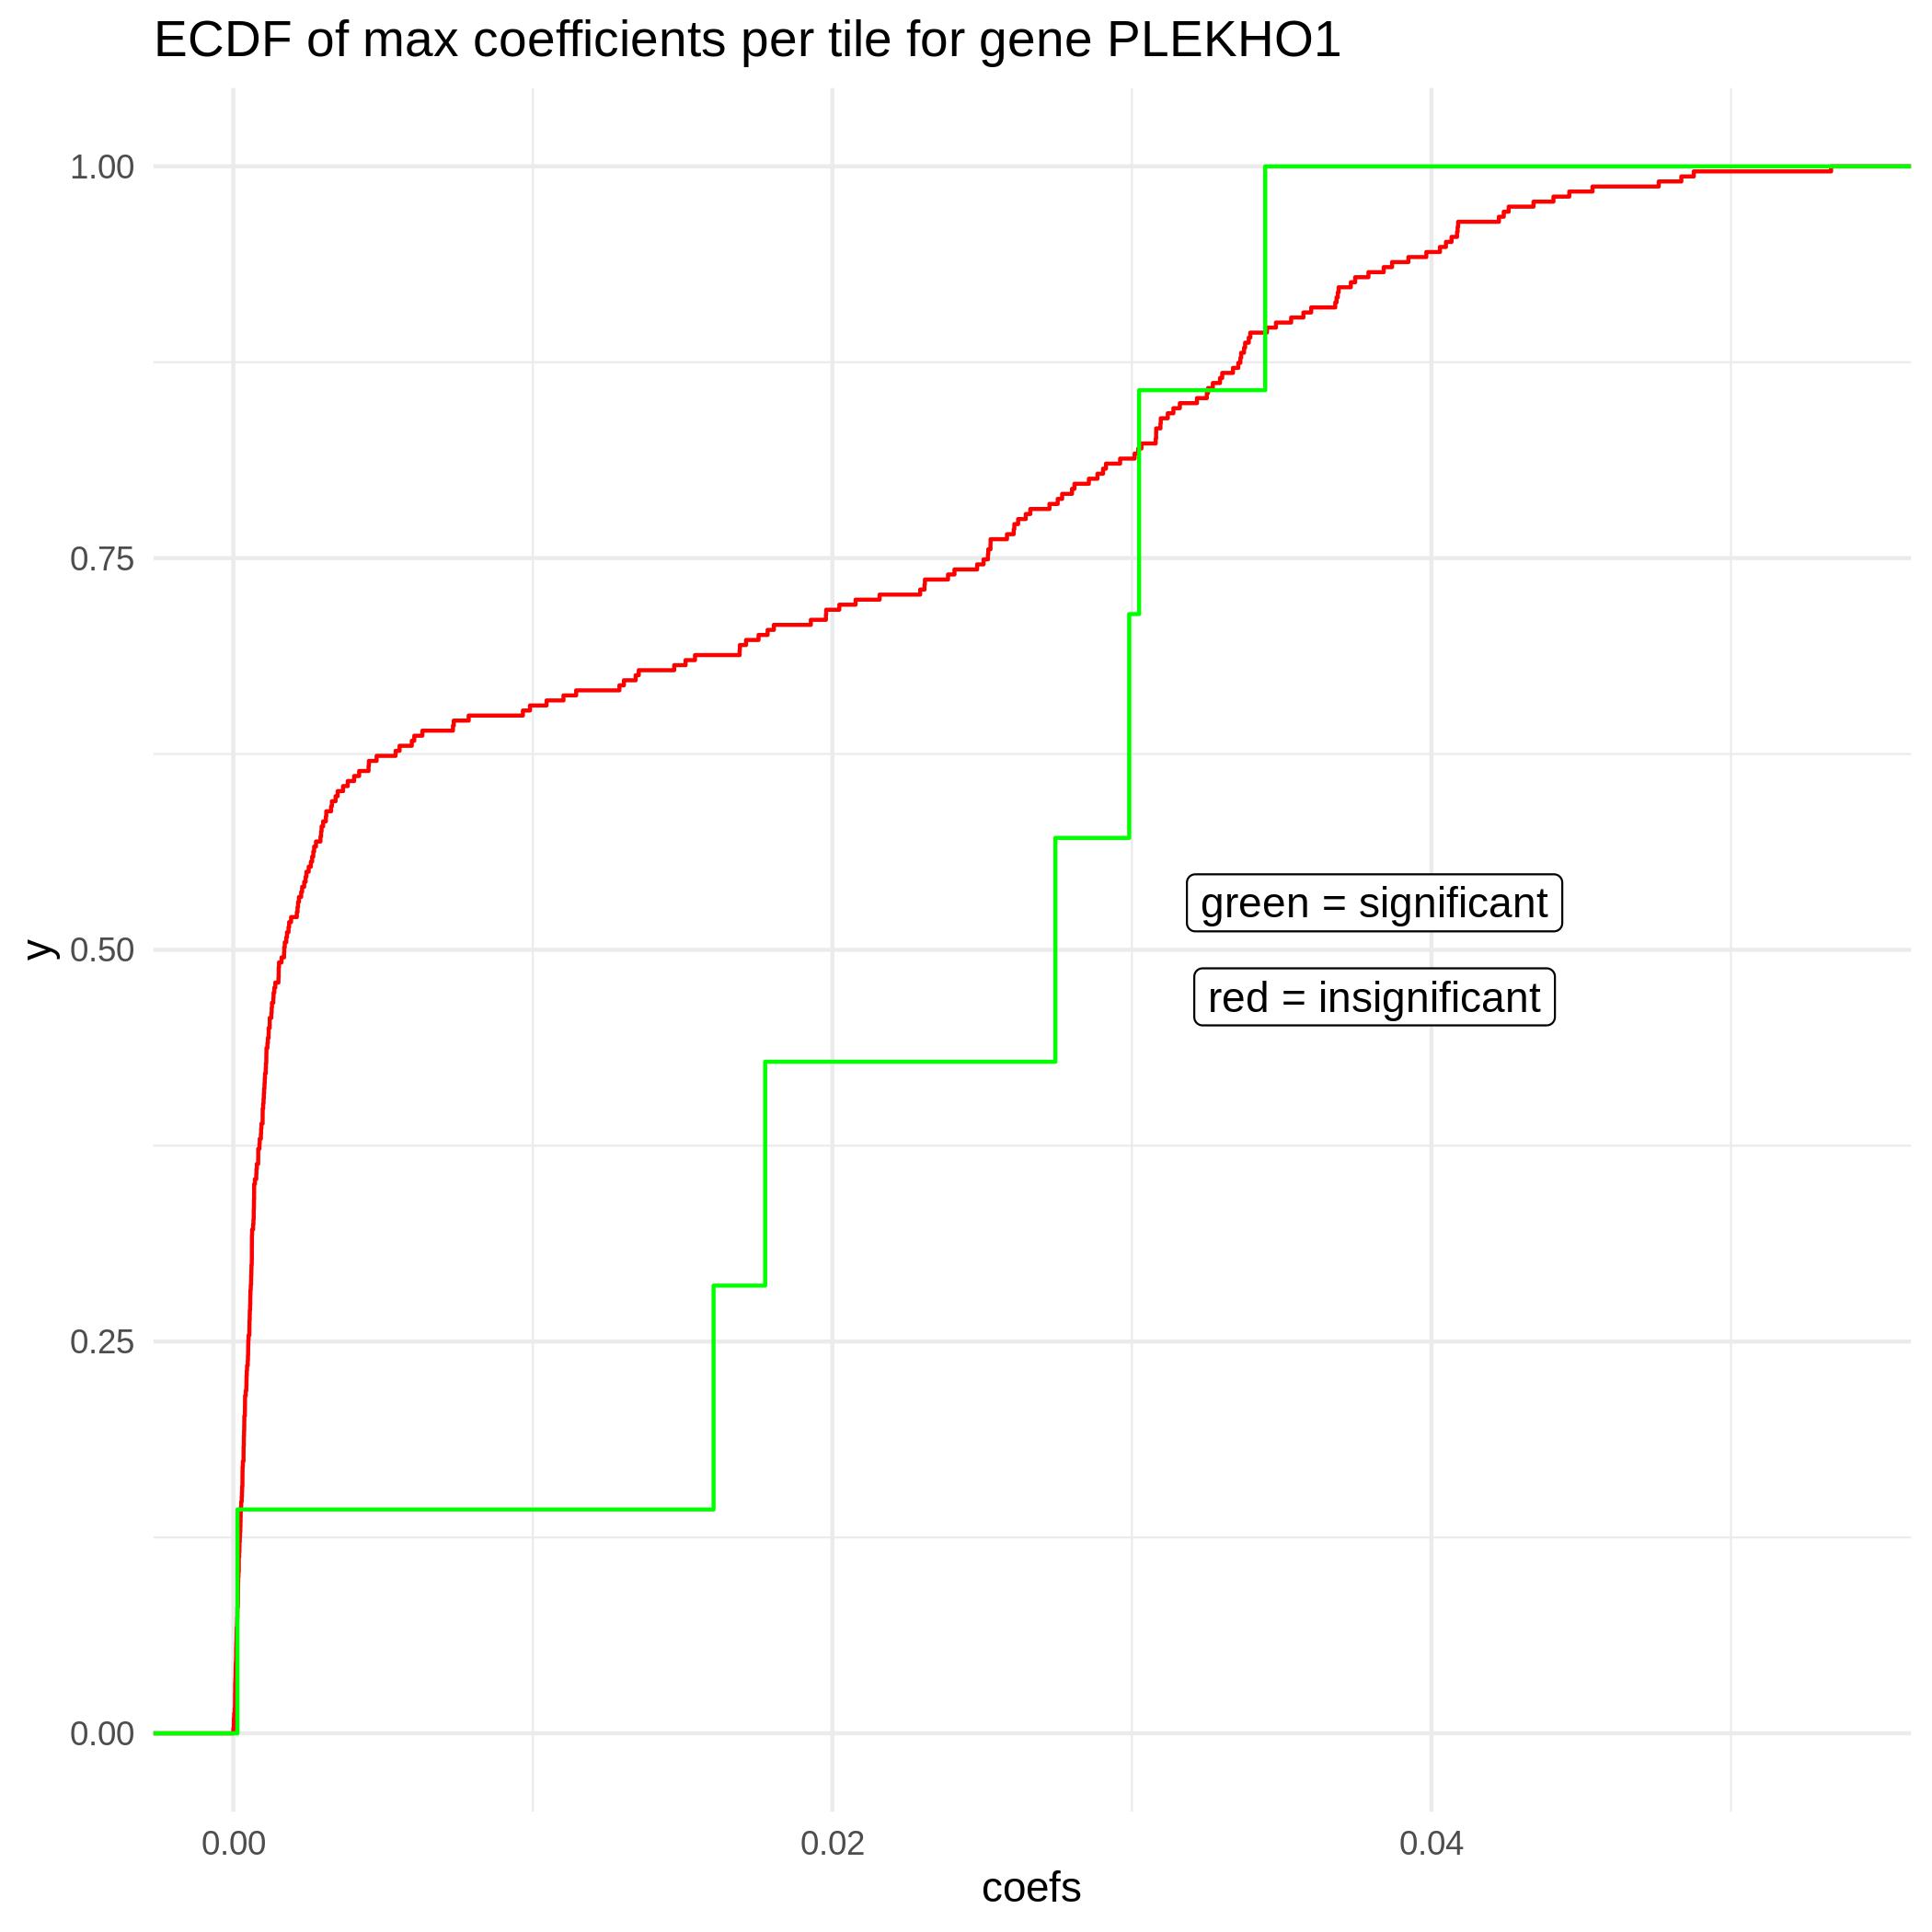 ECDF of max coefficients per tile for gene PLEKHO1
1.00
0.75
0.50
0.25
0.00
y
green = significant
red = insignificant
0.00 0.02 0.04
coefs